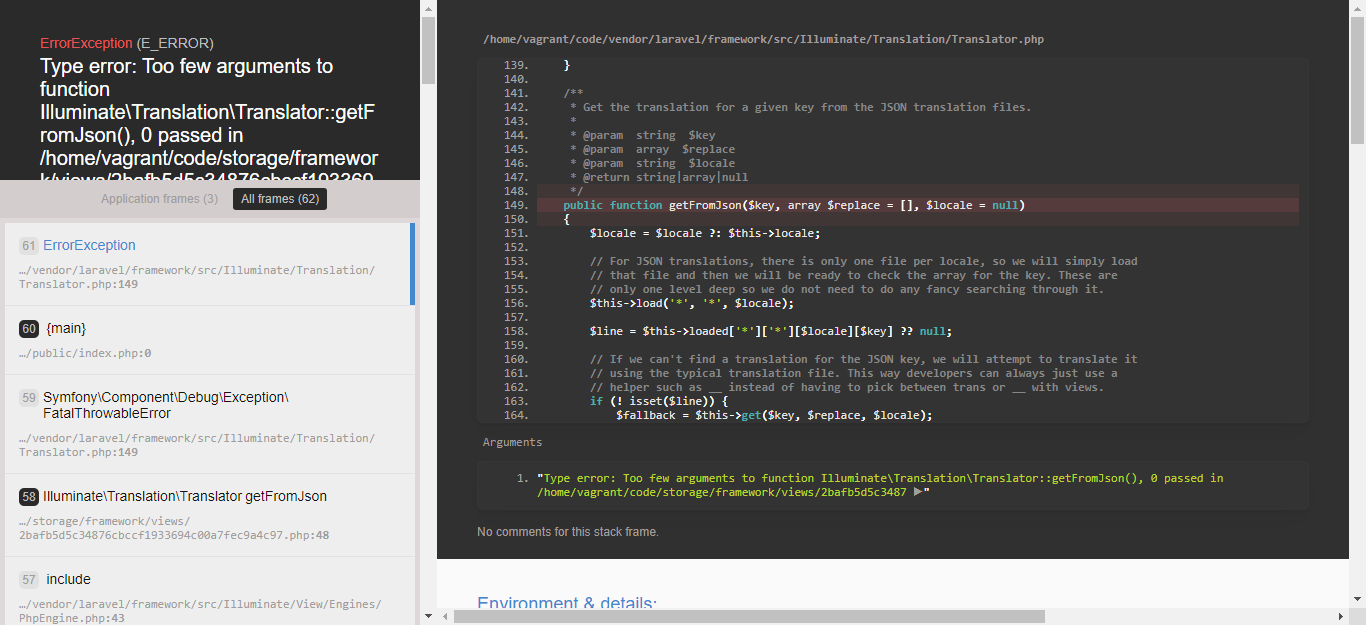 ErrorException (E_ERROR)
Type error: Too few arguments to
function
Illuminate\Translation\Translator::getF
romJson(), 0 passed in
/home/vagrant/code/storage/framewor
k/views/2bafb5d5c34876cbccf193369
Application frames (3)
All frames (62)
61 ErrorException
…/vendor/laravel/framework/src/Illuminate/Translation/
Translator.php:149
60 {main}
…/public/index.php:0
59 Symfony\Component\Debug\Exception\
FatalThrowableError
…/vendor/laravel/framework/src/Illuminate/Translation/
Translator.php:149
58 Illuminate\Translation\Translator getFromJson
…/storage/framework/views/
2bafb5d5c34876cbccf1933694c00a7fec9a4c97.php:48
57 include
…/vendor/laravel/framework/src/Illuminate/View/Engines/
PhpEngine.php:43
/home/vagrant/code/vendor/laravel/framework/src/Illuminate/Translation/Translator.php
139.     }
140.
141.     /**
142.      * Get the translation for a given key from the JSON translation files.
143.      *
144.      * @param  string  $key
145.      * @param  array  $replace
146.      * @param  string  $locale
147.      * @return string|array|null
148.      */
149.     public function getFromJson($key, array $replace = [], $locale = null)
150.     {
151.         $locale = $locale ?: $this->locale;
152.
153.         // For JSON translations, there is only one file per locale, so we will simply load
154.         // that file and then we will be ready to check the array for the key. These are
155.         // only one level deep so we do not need to do any fancy searching through it.
156.         $this->load('*', '*', $locale);
157.
158.         $line = $this->loaded['*']['*'][$locale][$key] ?? null;
159.
160.         // If we can't find a translation for the JSON key, we will attempt to translate it
161.         // using the typical translation file. This way developers can always just use a
162.         // helper such as __ instead of having to pick between trans or __ with views.
163.         if (! isset($line)) {
164.             $fallback = $this->get($key, $replace, $locale);
Arguments
1. "Type error: Too few arguments to function Illuminate\Translation\Translator::getFromJson(), 0 passed in
/home/vagrant/code/storage/framework/views/2bafb5d5c3487 ▶"
No comments for this stack frame.
Environment & details: